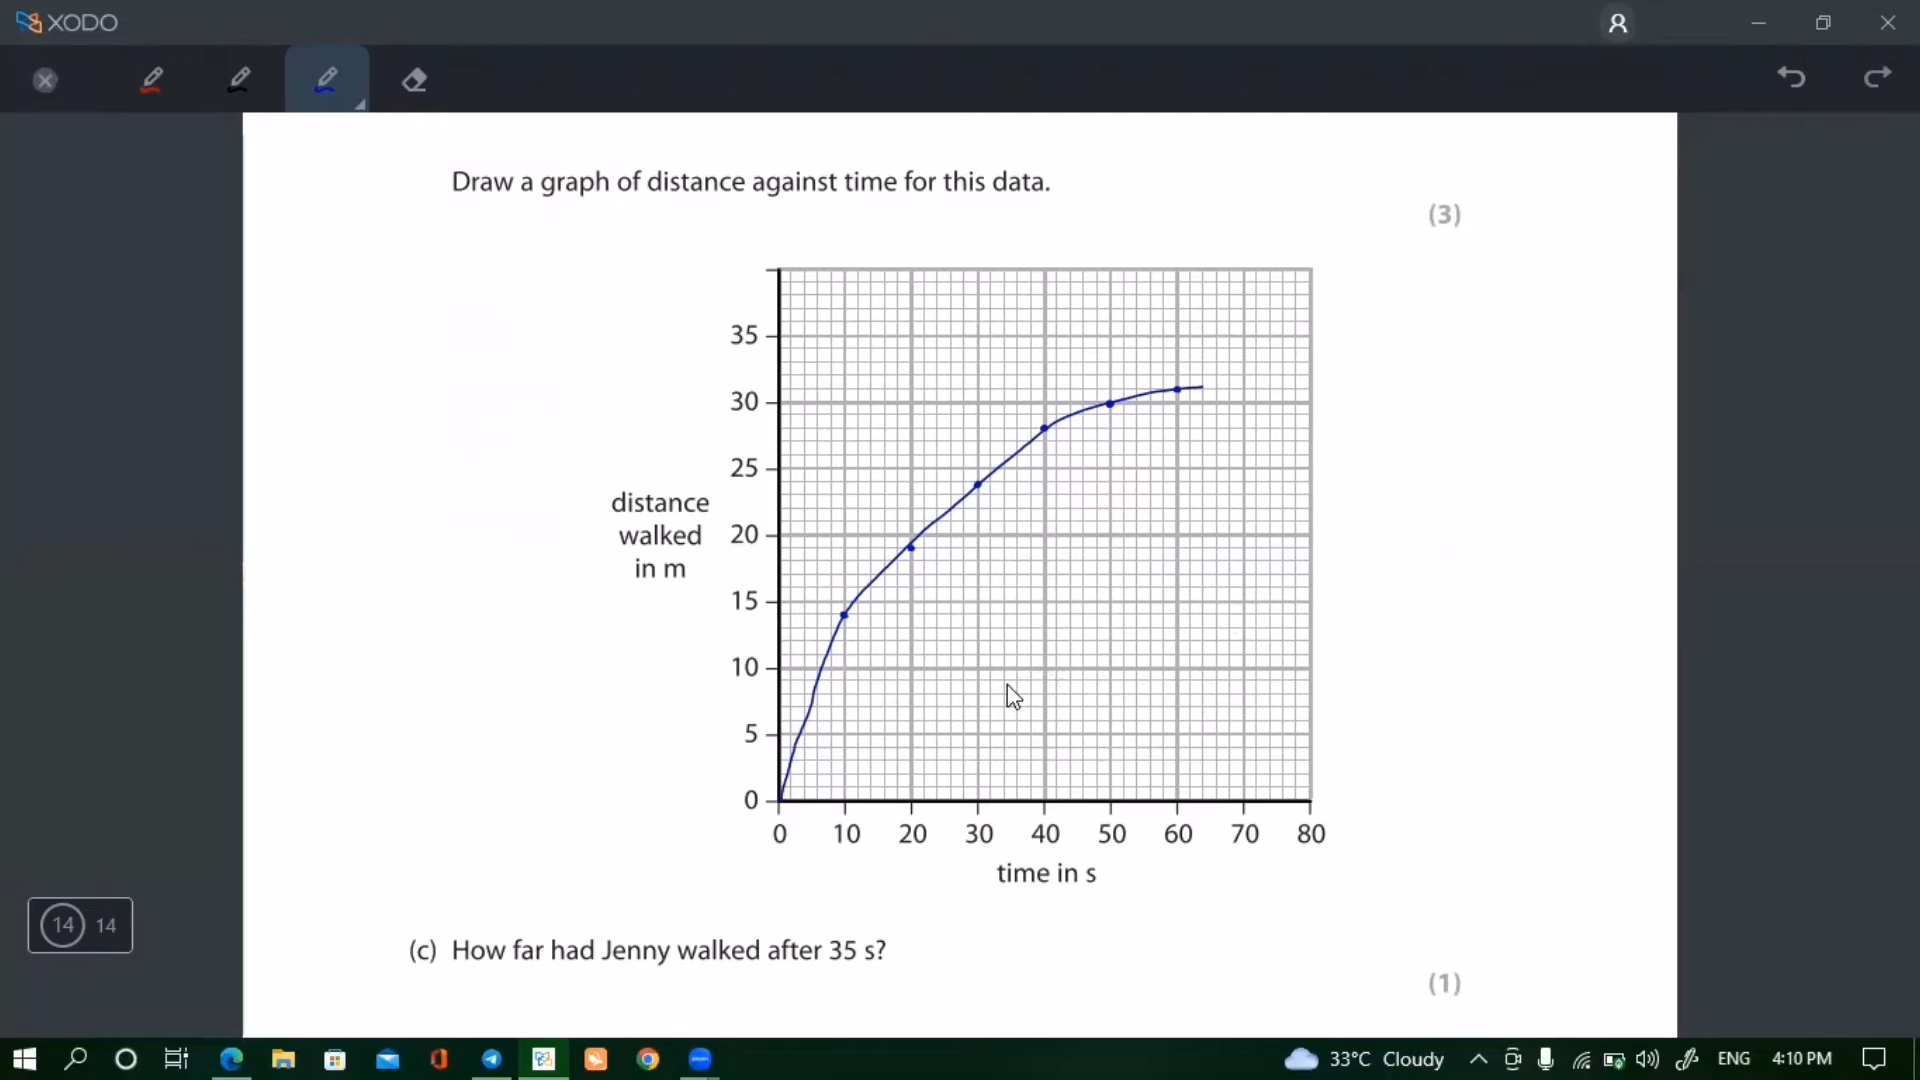 XODO
Draw a graph of distance against time for this data.
(3)
35
30
25
distance
walked
in m
20
15
10
5
0
0 10 20 30 40 50 60 70 80
time in s
14 14
(c) How far had Jenny walked after 35 s?
(1)
33°C Cloudy ENG 4:10 PM